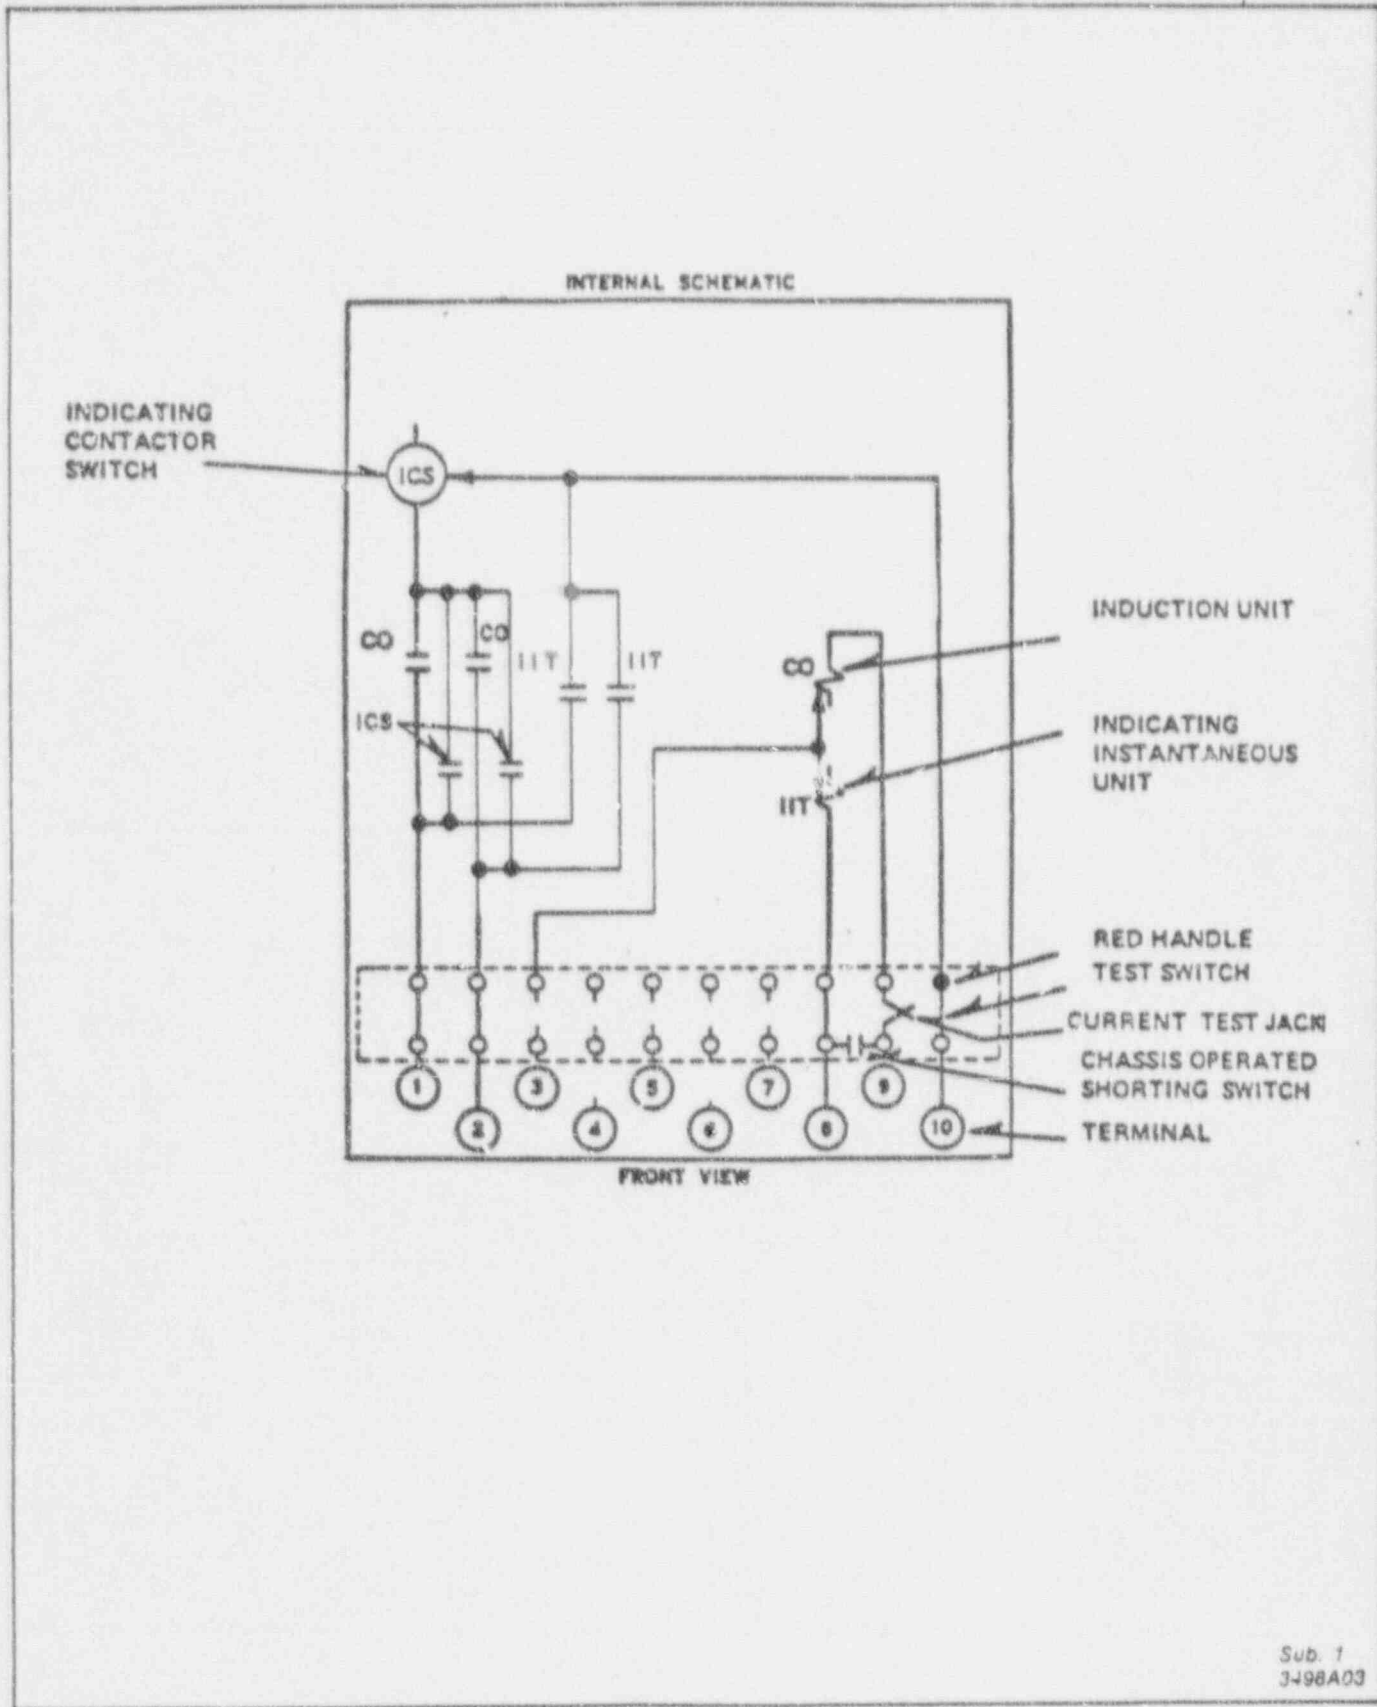 INTERNAL SCHEMATIC
INDICATING
CONTACTOR
SWITCH
ICS
CO
CO
IIT
IIT
ICS
CO
IIT
INDUCTION UNIT
INDICATING
INSTANTANEOUS
UNIT
RED HANDLE
TEST SWITCH
CURRENT TEST JACK
CHASSIS OPERATED
SHORTING SWITCH
TERMINAL
1
3
5
7
9
2
4
6
8
10
FRONT VIEW
Sub. 1
3498A03